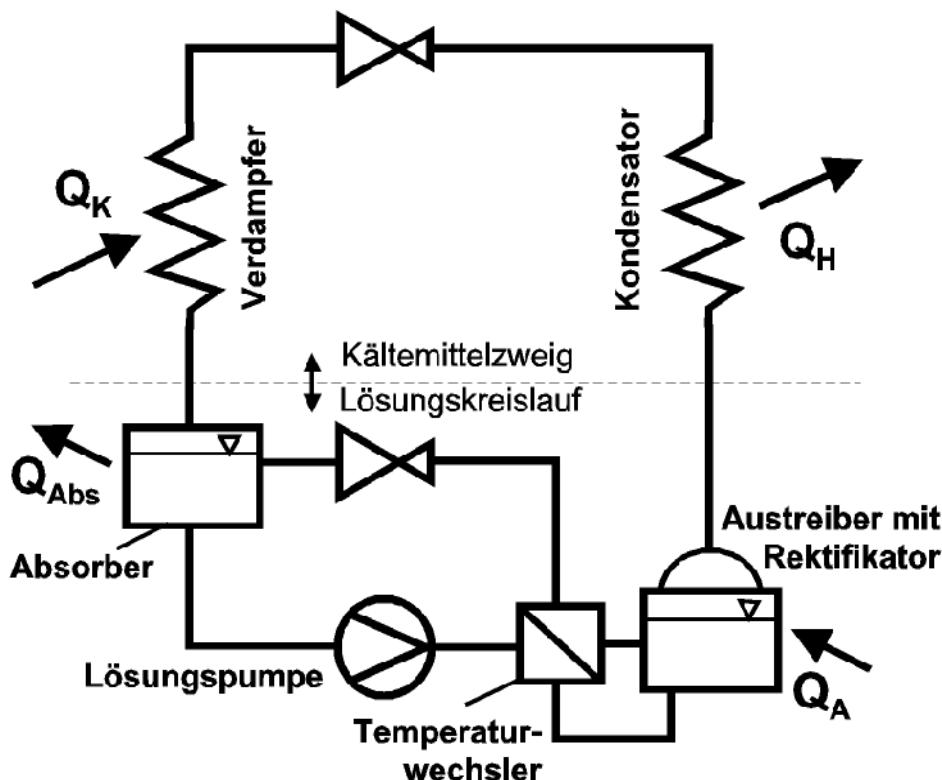 Verdampfer
Kondensator
Q_K
Q_H
Kältemittelzweig
Lösungskreislauf
Q_Abs
Absorber
Austreiber mit
Rektifikator
Lösungspumpe
Q_A
Temperatur-
wechsler